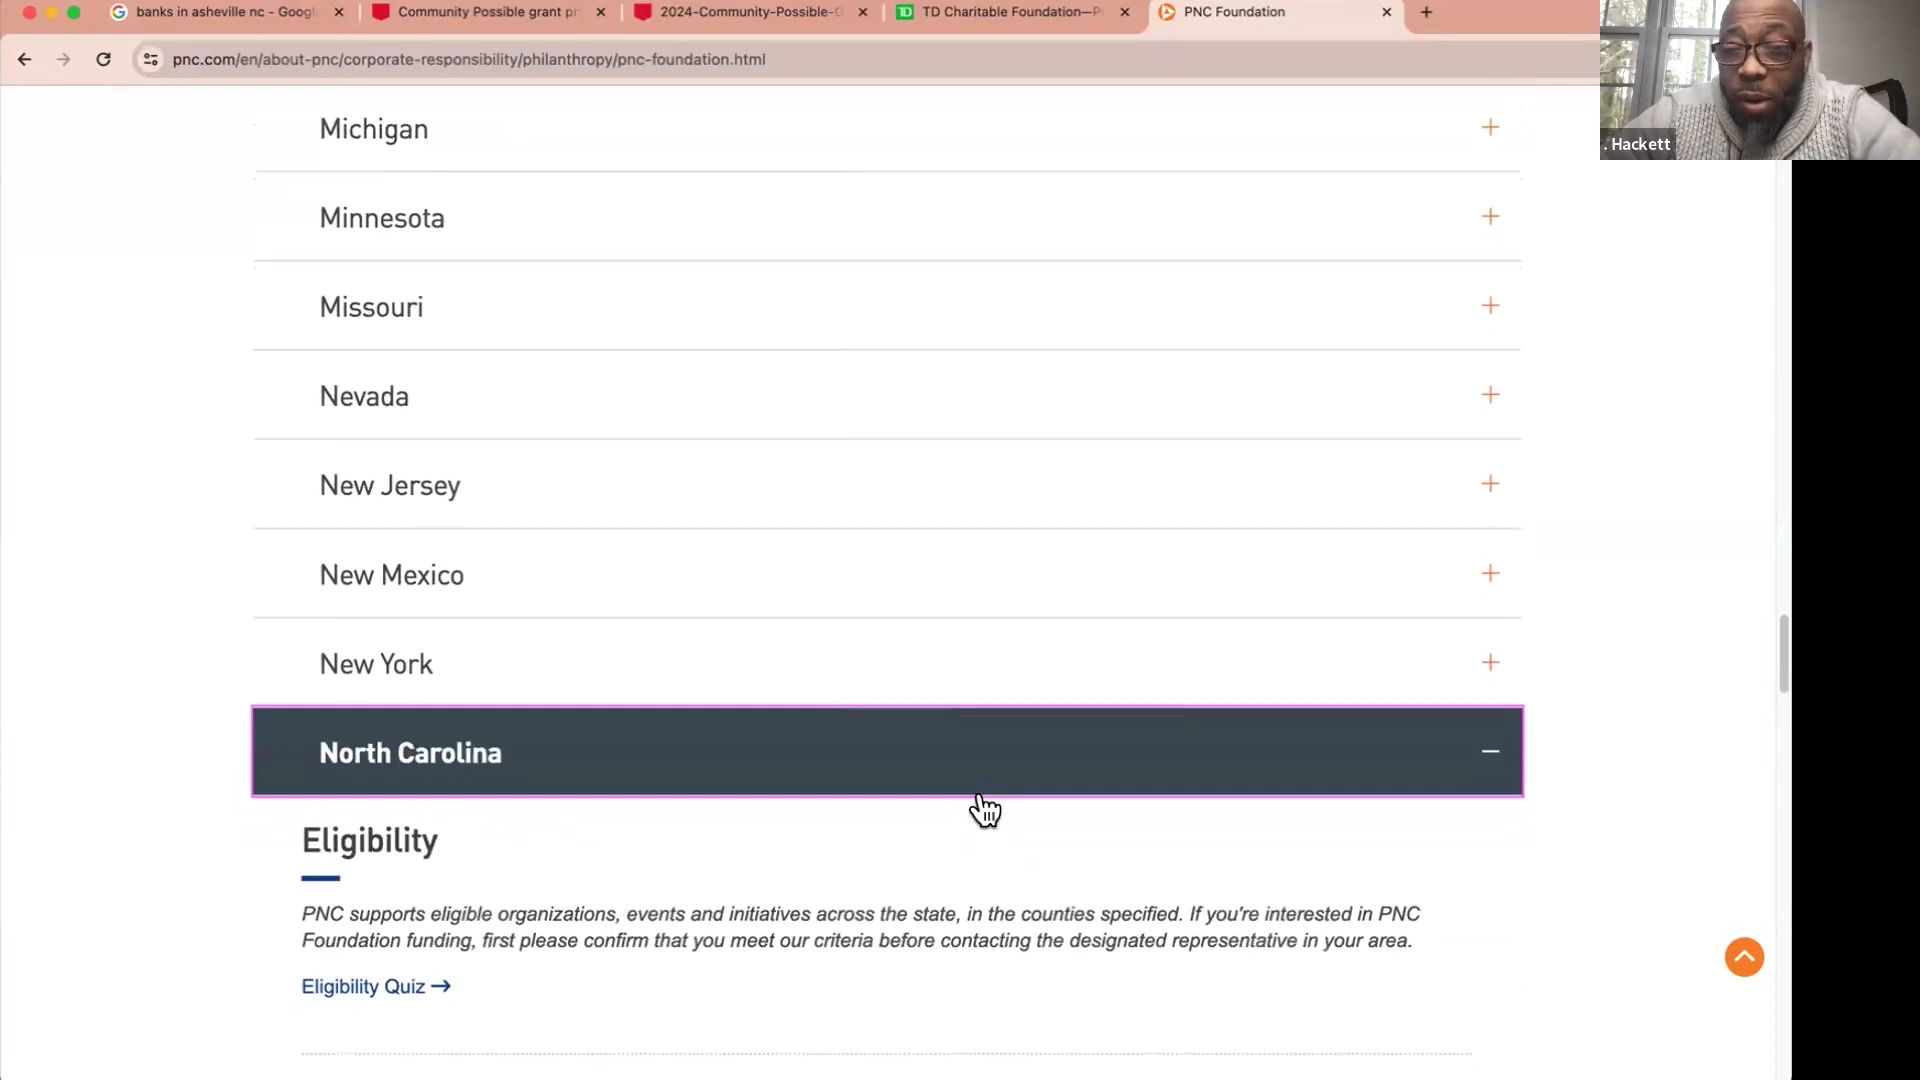 banks in asheville nc - Google
Community Possible grant pr
2024-Community-Possible-G
TD Charitable Foundation—P
PNC Foundation
pnc.com/en/about-pnc/corporate-responsibility/philanthropy/pnc-foundation.html
. Hackett
Michigan
Minnesota
Missouri
Nevada
New Jersey
New Mexico
New York
North Carolina
Eligibility
PNC supports eligible organizations, events and initiatives across the state, in the counties specified. If you're interested in PNC
Foundation funding, first please confirm that you meet our criteria before contacting the designated representative in your area.
Eligibility Quiz →